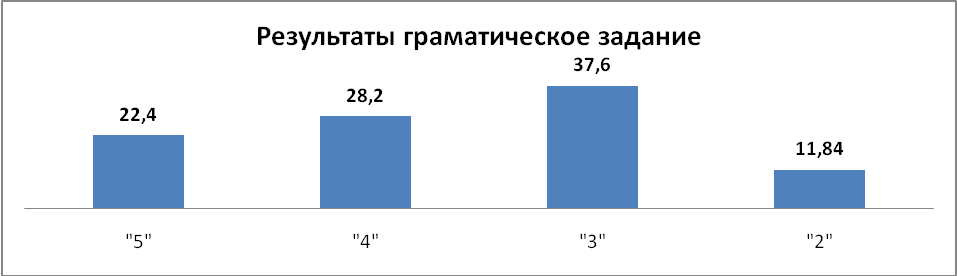 Результаты граматическое задание
37,6
28,2
22,4
11,84
"5" "4" "3" "2"